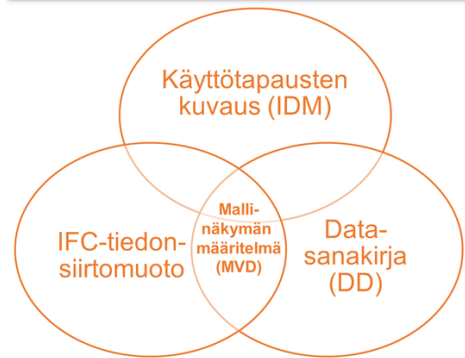 Käyttötapausten
kuvaus (IDM)
Malli-
näkymän
määritelmä
(MVD)
IFC-tiedon-
siirtomuoto
Data-
sanakirja
(DD)